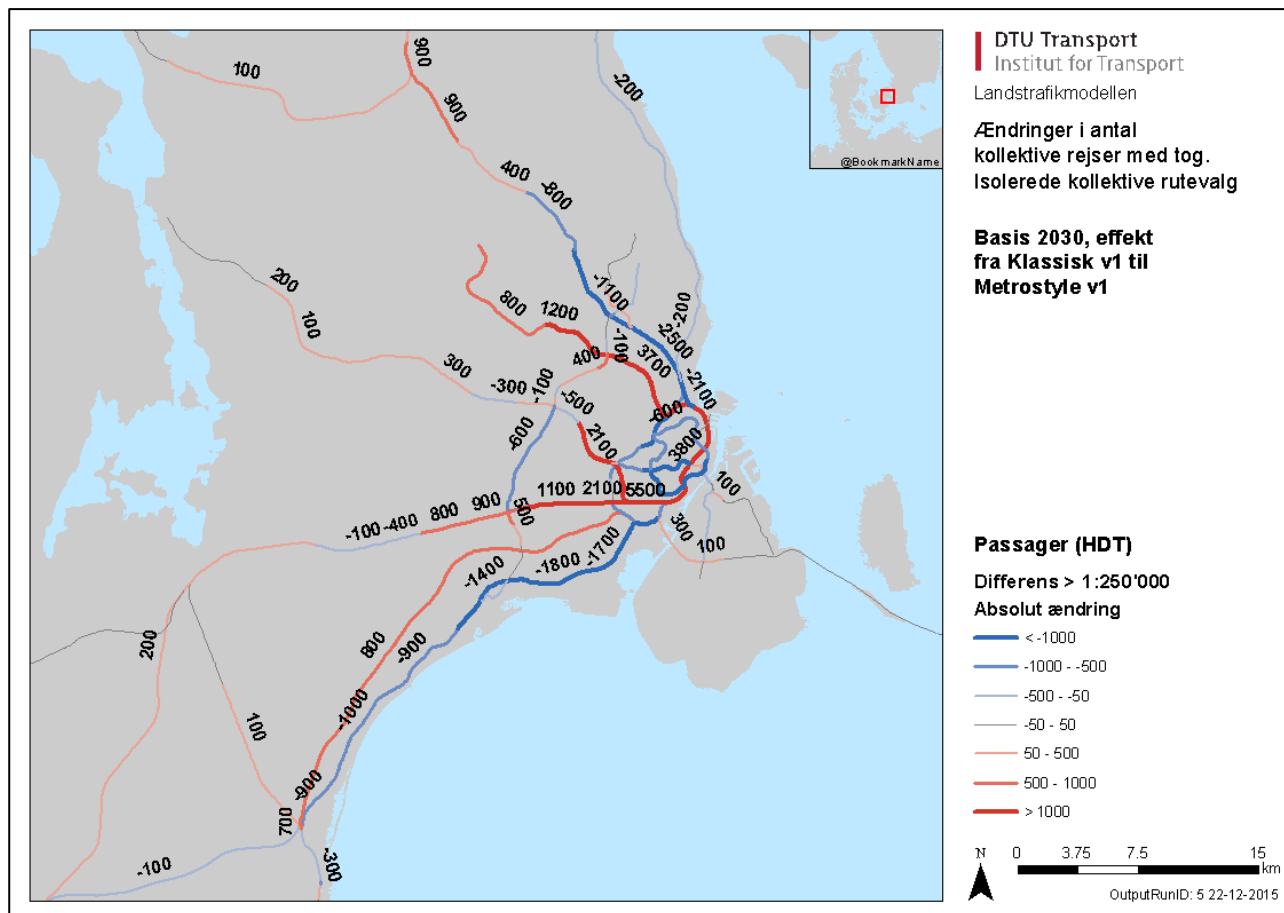 DTU Transport
Institut for Transport
Landstrafikmodellen
Ændringer i antal
kollektive rejser med tog.
Isolerede kollektive rutevalg
Basis 2030, effekt
fra Klassisk v1 til
Metrostyle v1
@BookmarkName
900
100
900
-200
400
-800
200
100
800
1200
-1100
-200
-2500
-100
3700
400
-2100
300
-300
-100
-500
-600
-600
2100
3800
100
2100
5500
1100
900
800
500
-400
-100
300
100
-1700
-1800
-1400
200
800
-900
-1000
100
-900
700
-100
-300
Passager (HDT)
Differens > 1:250'000
Absolut ændring
< -1000
-1000 - -500
-500 - -50
-50 - 50
50 - 500
500 - 1000
> 1000
N
0 3.75 7.5 15
km
OutputRunID: 5 22-12-2015